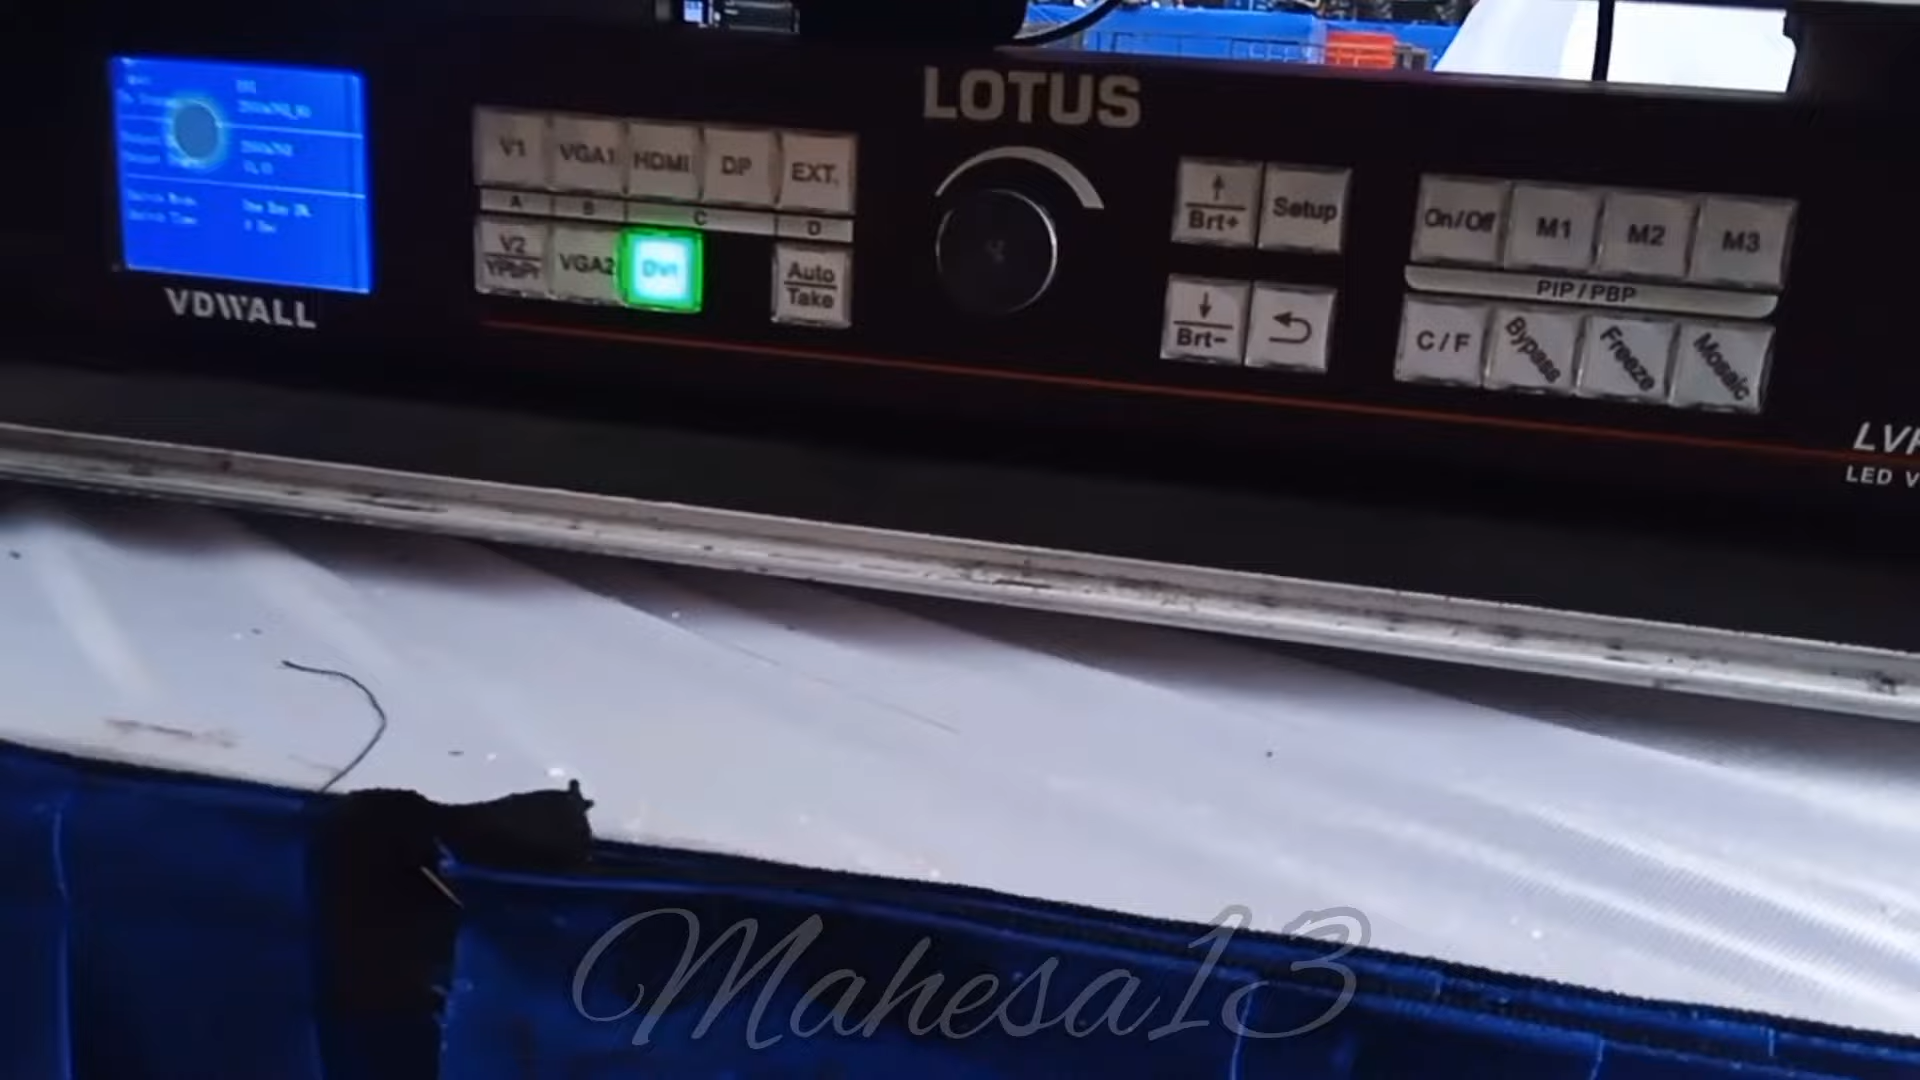 LOTUS
VDWALL
V1 VGA1 HDMI DP EXT.
A B C D
V2
YPbPr
VGA2
DVI
Auto
Take
↑
Brt+
Setup
↓
Brt-
On/Off M1 M2 M3
PIP/PBP
C/F Bypass Freeze Mosaic
LED V
Mahesa13